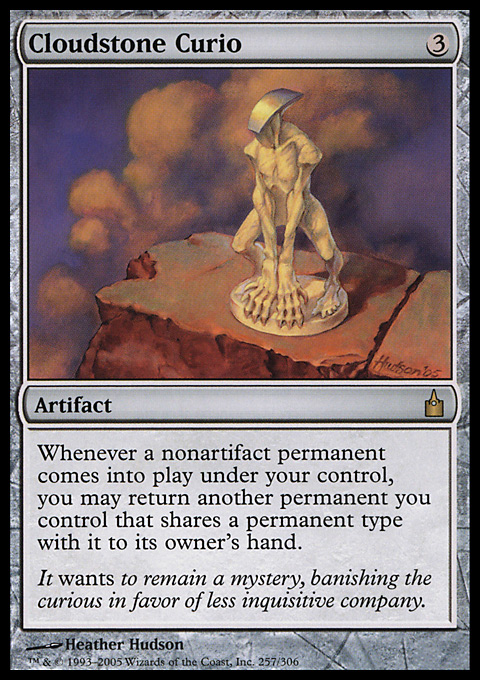 Cloudstone Curio
3
Hudson '05
Artifact
Whenever a nonartifact permanent
comes into play under your control,
you may return another permanent you
control that shares a permanent type
with it to its owner's hand.
It wants to remain a mystery, banishing the
curious in favor of less inquisitive company.
Heather Hudson
™ & © 1993–2005 Wizards of the Coast, Inc. 257/306